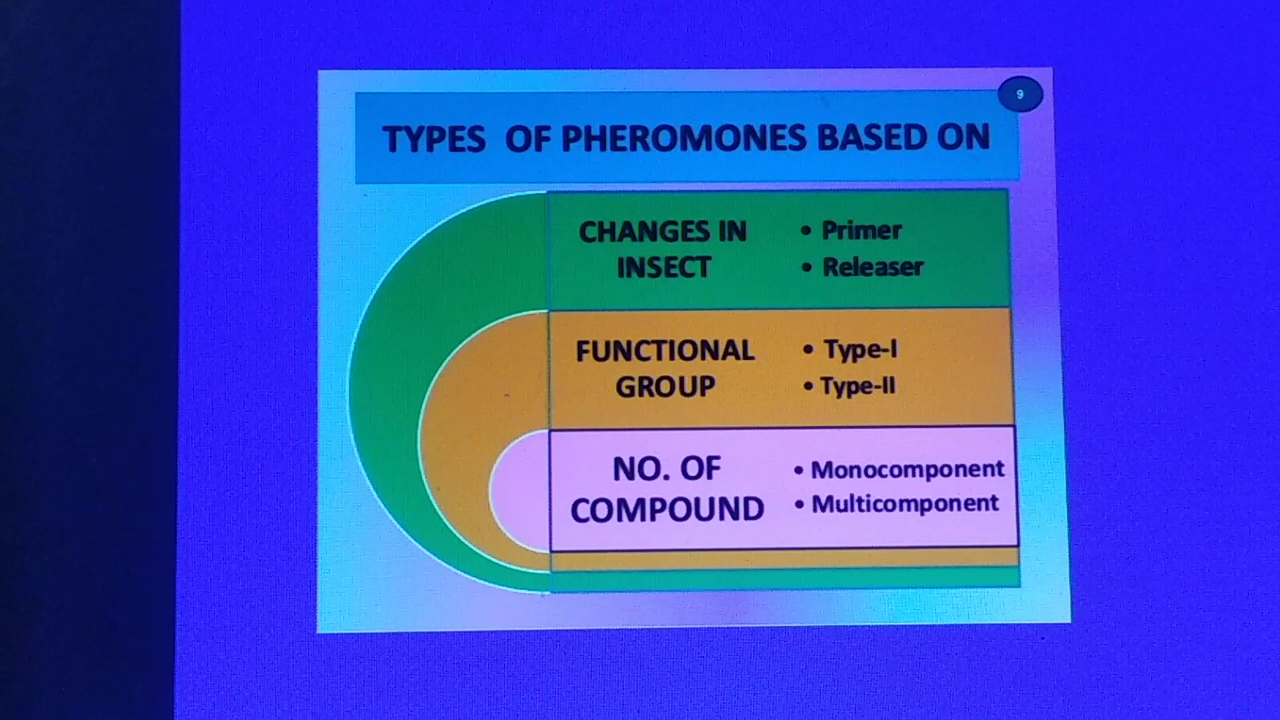 9
TYPES OF PHEROMONES BASED ON
CHANGES IN
INSECT
• Primer
• Releaser
FUNCTIONAL
GROUP
• Type-I
• Type-II
NO. OF
COMPOUND
• Monocomponent
• Multicomponent